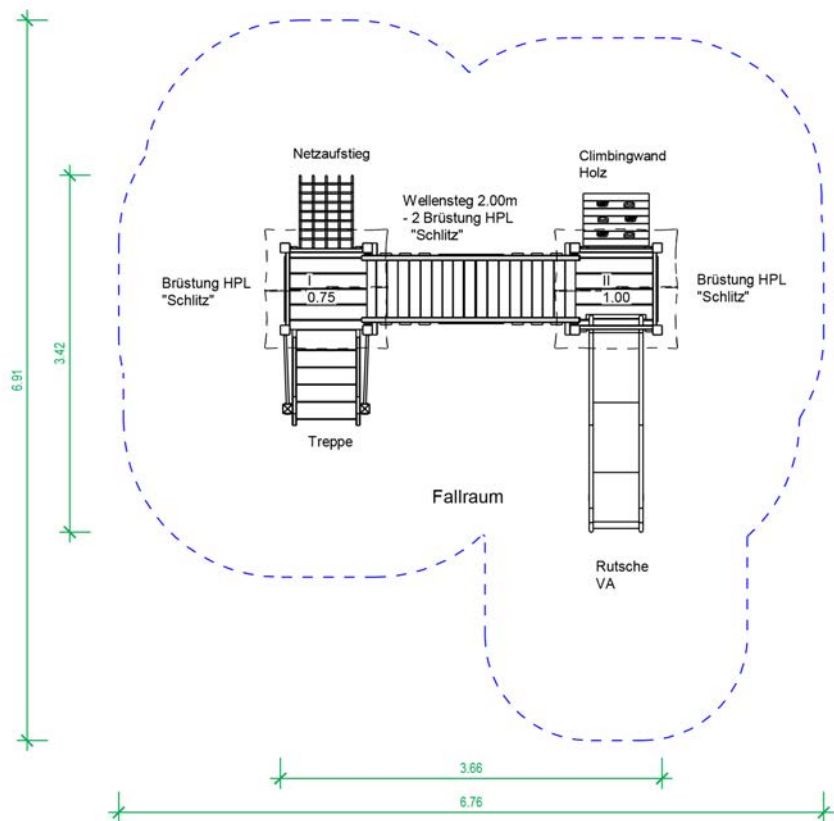 Netzaufstieg
Climbingwand
Holz
Wellensteg 2.00m
- 2 Brüstung HPL
"Schlitz"
Brüstung HPL
"Schlitz"
I
0.75
II
1.00
Brüstung HPL
"Schlitz"
6.91
3.42
Treppe
Fallraum
Rutsche
VA
3.66
6.76